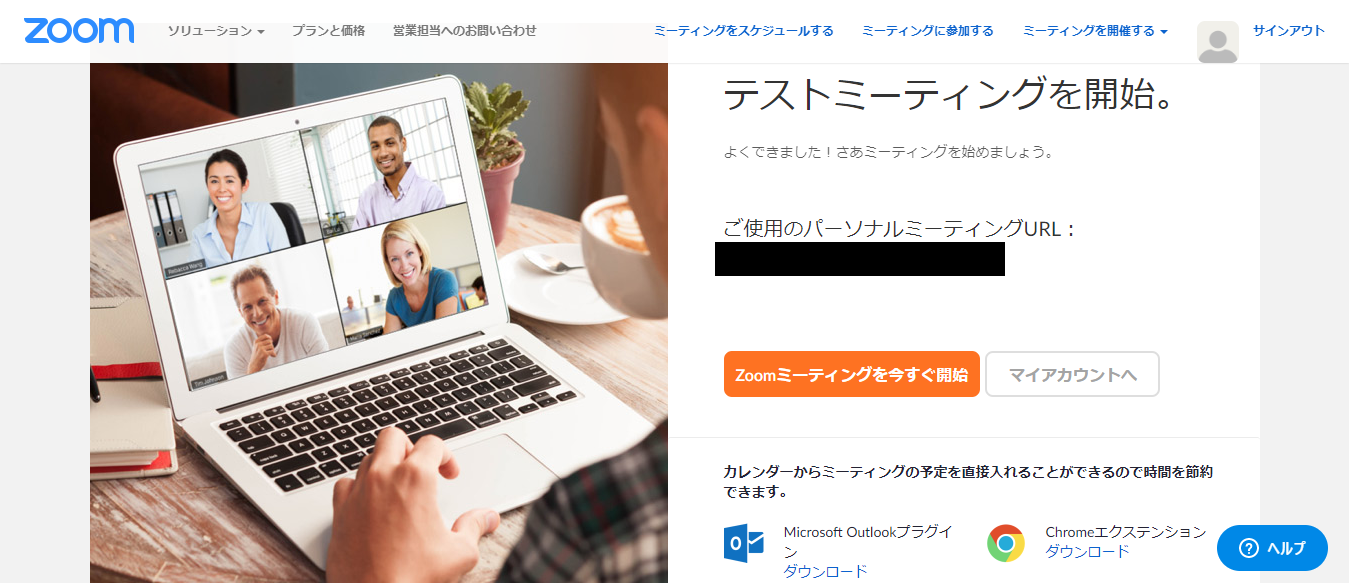 zoom
ソリューション
プランと価格
営業担当へのお問い合わせ
ミーティングをスケジュールする
ミーティングに参加する
ミーティングを開催する
サインアウト
テストミーティングを開始。
よくできました！さあミーティングを始めましょう。
ご使用のパーソナルミーティングURL：
Rebecca Wang
Tim Johnson
Zoomミーティングを今すぐ開始
マイアカウントへ
カレンダーからミーティングの予定を直接入れることができるので時間を節約
できます。
Microsoft Outlookプラグイ
ン
ダウンロード
Chromeエクステンション
ダウンロード
ヘルプ